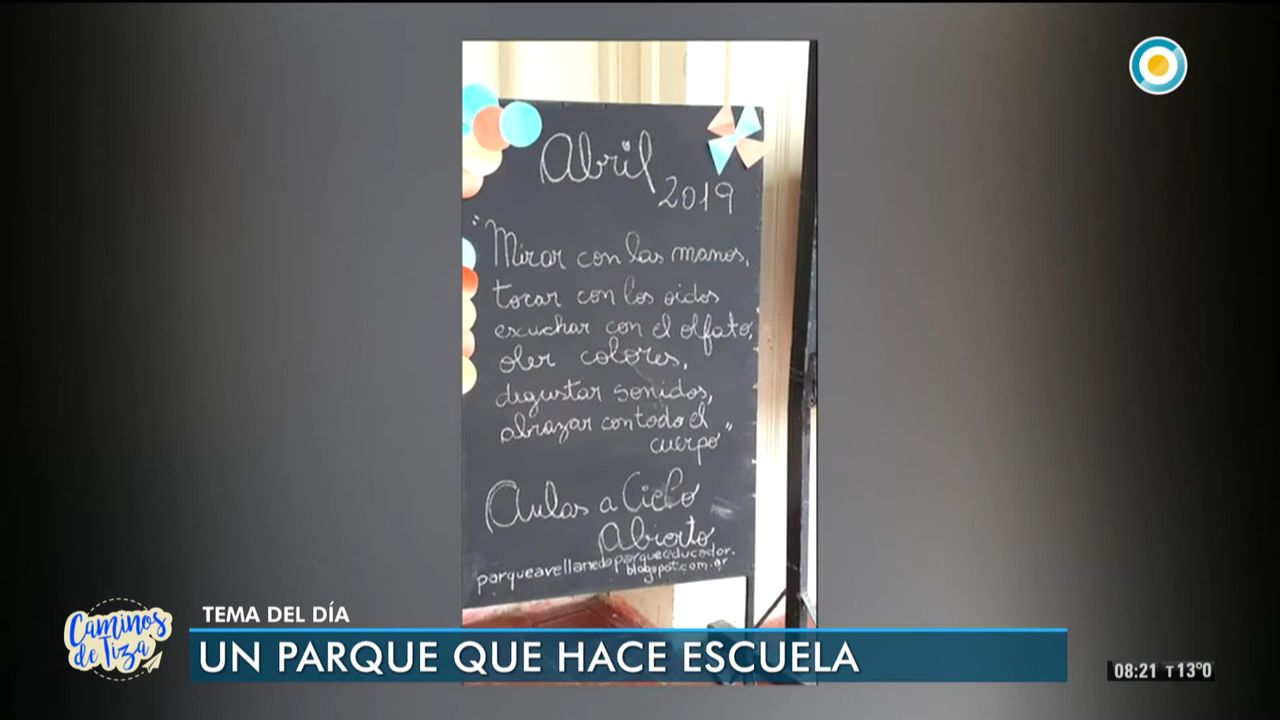 Abril
2019
"Mirar con las manos,
tocar con los oidos
escuchar con el olfato,
oler colores,
degustar sonidos,
abrazar con todo el
cuerpo"
Aulas a Cielo
Abierto
parqueavellanedaparqueeducador.
blogspot.com.ar
Caminos
de Tiza
TEMA DEL DÍA
UN PARQUE QUE HACE ESCUELA
08:21 T 13º0